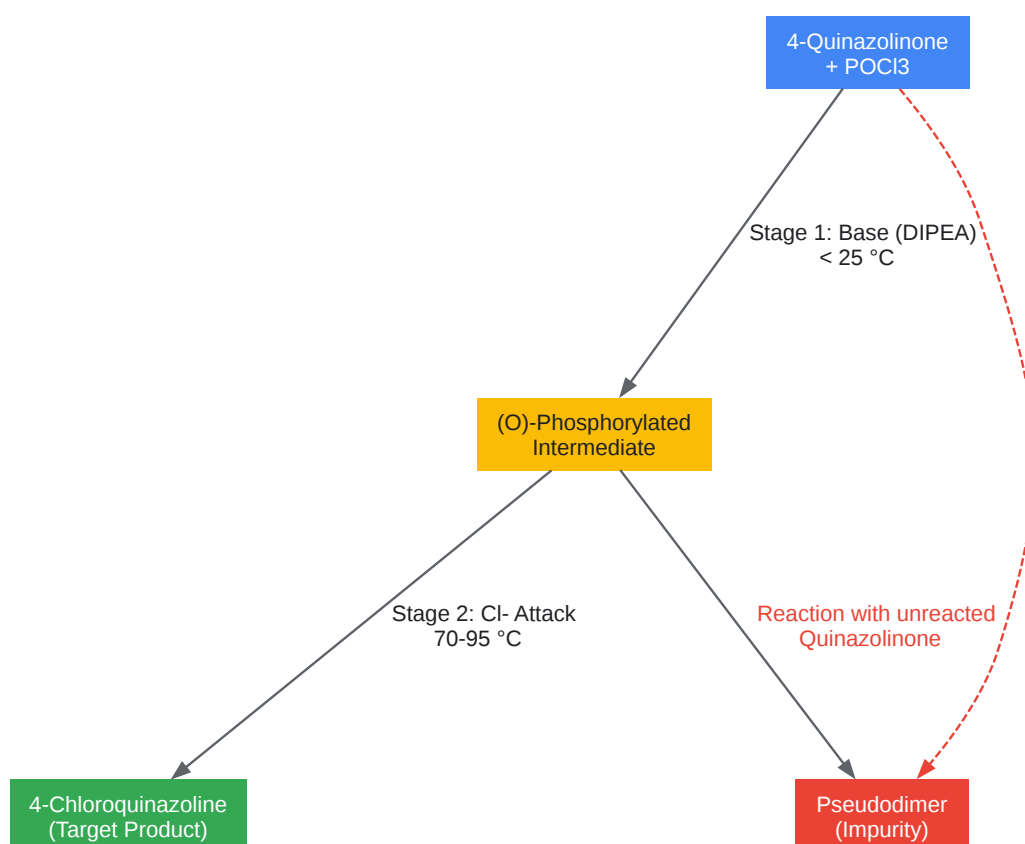 4-Quinazolinone
+ POCl3
Stage 1: Base (DIPEA)
< 25 °C
(O)-Phosphorylated
Intermediate
Stage 2: Cl- Attack
70-95 °C
Reaction with unreacted
Quinazolinone
4-Chloroquinazoline
(Target Product)
Pseudodimer
(Impurity)